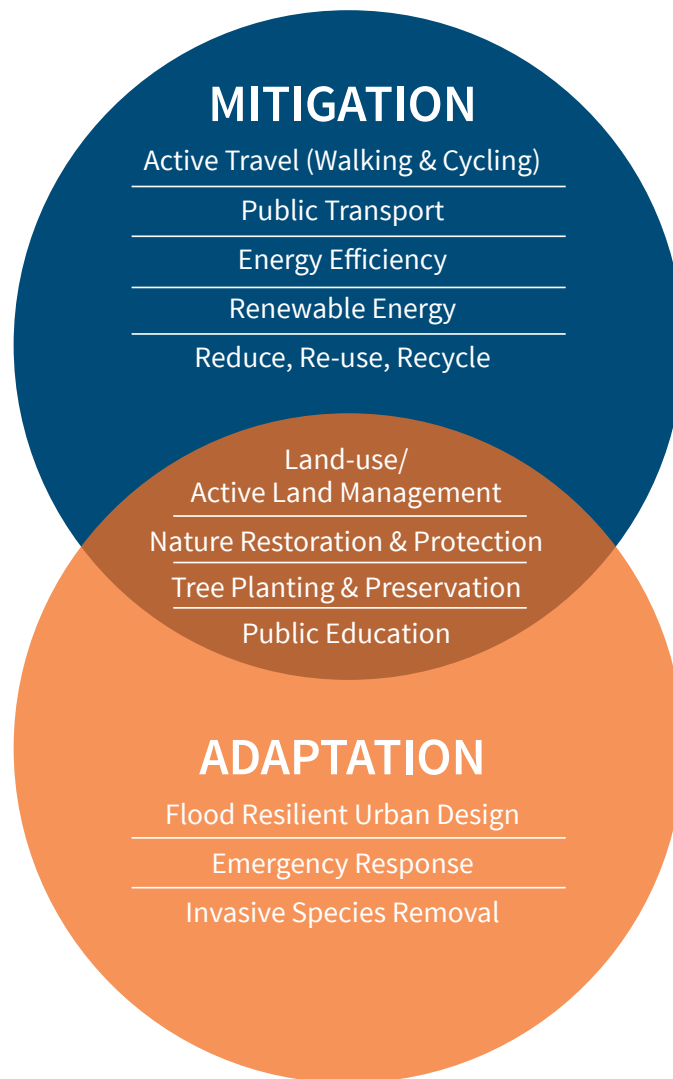 MITIGATION
Active Travel (Walking & Cycling)
Public Transport
Energy Efficiency
Renewable Energy
Reduce, Re-use, Recycle
Land-use/
Active Land Management
Nature Restoration & Protection
Tree Planting & Preservation
Public Education
ADAPTATION
Flood Resilient Urban Design
Emergency Response
Invasive Species Removal